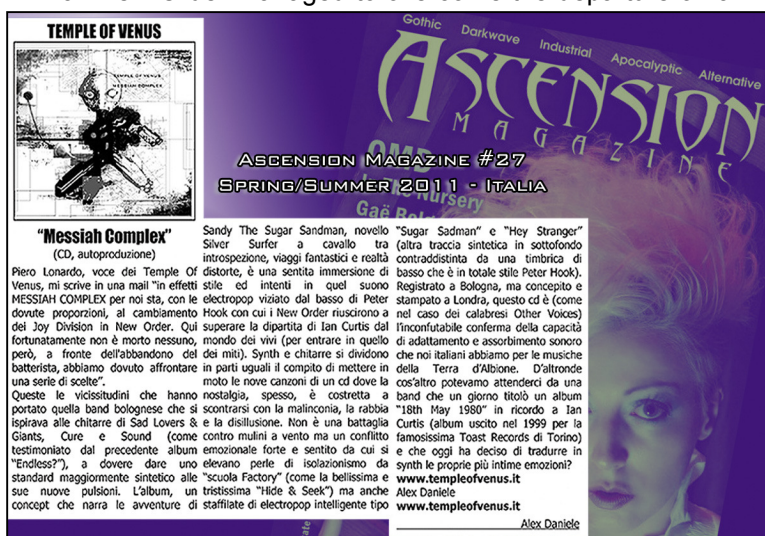 TEMPLE OF VENUS
TEMPLE OF VENUS
MESSIAH COMPLEX
"Messiah Complex"
(CD, autoproduzione)
Piero Lonardo, voce dei Temple Of
Venus, mi scrive in una mail "in effetti
MESSIAH COMPLEX per noi sta, con le
dovute proporzioni, al cambiamento
dei Joy Division in New Order. Qui
fortunatamente non è morto nessuno,
però, a fronte dell'abbandono del
batterista, abbiamo dovuto affrontare
una serie di scelte".
Queste le vicissitudini che hanno
portato quella band bolognese che si
ispirava alle chitarre di Sad Lovers &
Giants, Cure e Sound (come
testimoniato dal precedente album
"Endless?"), a dovere dare uno
standard maggiormente sintetico alle
sue nuove pulsioni. L'album, un
concept che narra le avventure di
Sandy The Sugar Sandman, novello
Silver Surfer a cavallo tra
introspezione, viaggi fantastici e realtà
distorte, è una sentita immersione di
stile ed intenti in quel suono
electropop viziato dal basso di Peter
Hook con cui i New Order riuscirono a
superare la dipartita di Ian Curtis dal
mondo dei vivi (per entrare in quello
dei miti). Synth e chitarre si dividono
in parti uguali il compito di mettere in
moto le nove canzoni di un cd dove la
nostalgia, spesso, è costretta a
scontrarsi con la malinconia, la rabbia
e la disillusione. Non è una battaglia
contro mulini a vento ma un conflitto
emozionale forte e sentito da cui si
elevano perle di isolazionismo da
"scuola Factory" (come la bellissima e
tristissima "Hide & Seek") ma anche
staffilate di electropop intelligente tipo
"Sugar Sadman" e "Hey Stranger"
(altra traccia sintetica in sottofondo
contraddistinta da una timbrica di
basso che è in totale stile Peter Hook).
Registrato a Bologna, ma concepito e
stampato a Londra, questo cd è (come
nel caso dei calabresi Other Voices)
l'inconfutabile conferma della capacità
di adattamento e assorbimento sonoro
che noi italiani abbiamo per le musiche
della Terra d'Albione. D'altronde
cos'altro potevamo attenderci da una
band che un giorno titolò un album
"18th May 1980" in ricordo a Ian
Curtis (album uscito nel 1999 per la
famosissima Toast Records di Torino)
e che oggi ha deciso di tradurre in
synth le proprie più intime emozioni?
www.templeofvenus.it
Alex Daniele
www.templeofvenus.it
Alex Daniele
Gothic Darkwave Industrial Apocalyptic Alternative
ASCENSION
MAGAZINE
OMD
Nursery
Gaë
Ascension Magazine #27
Spring/Summer 2011 - Italia